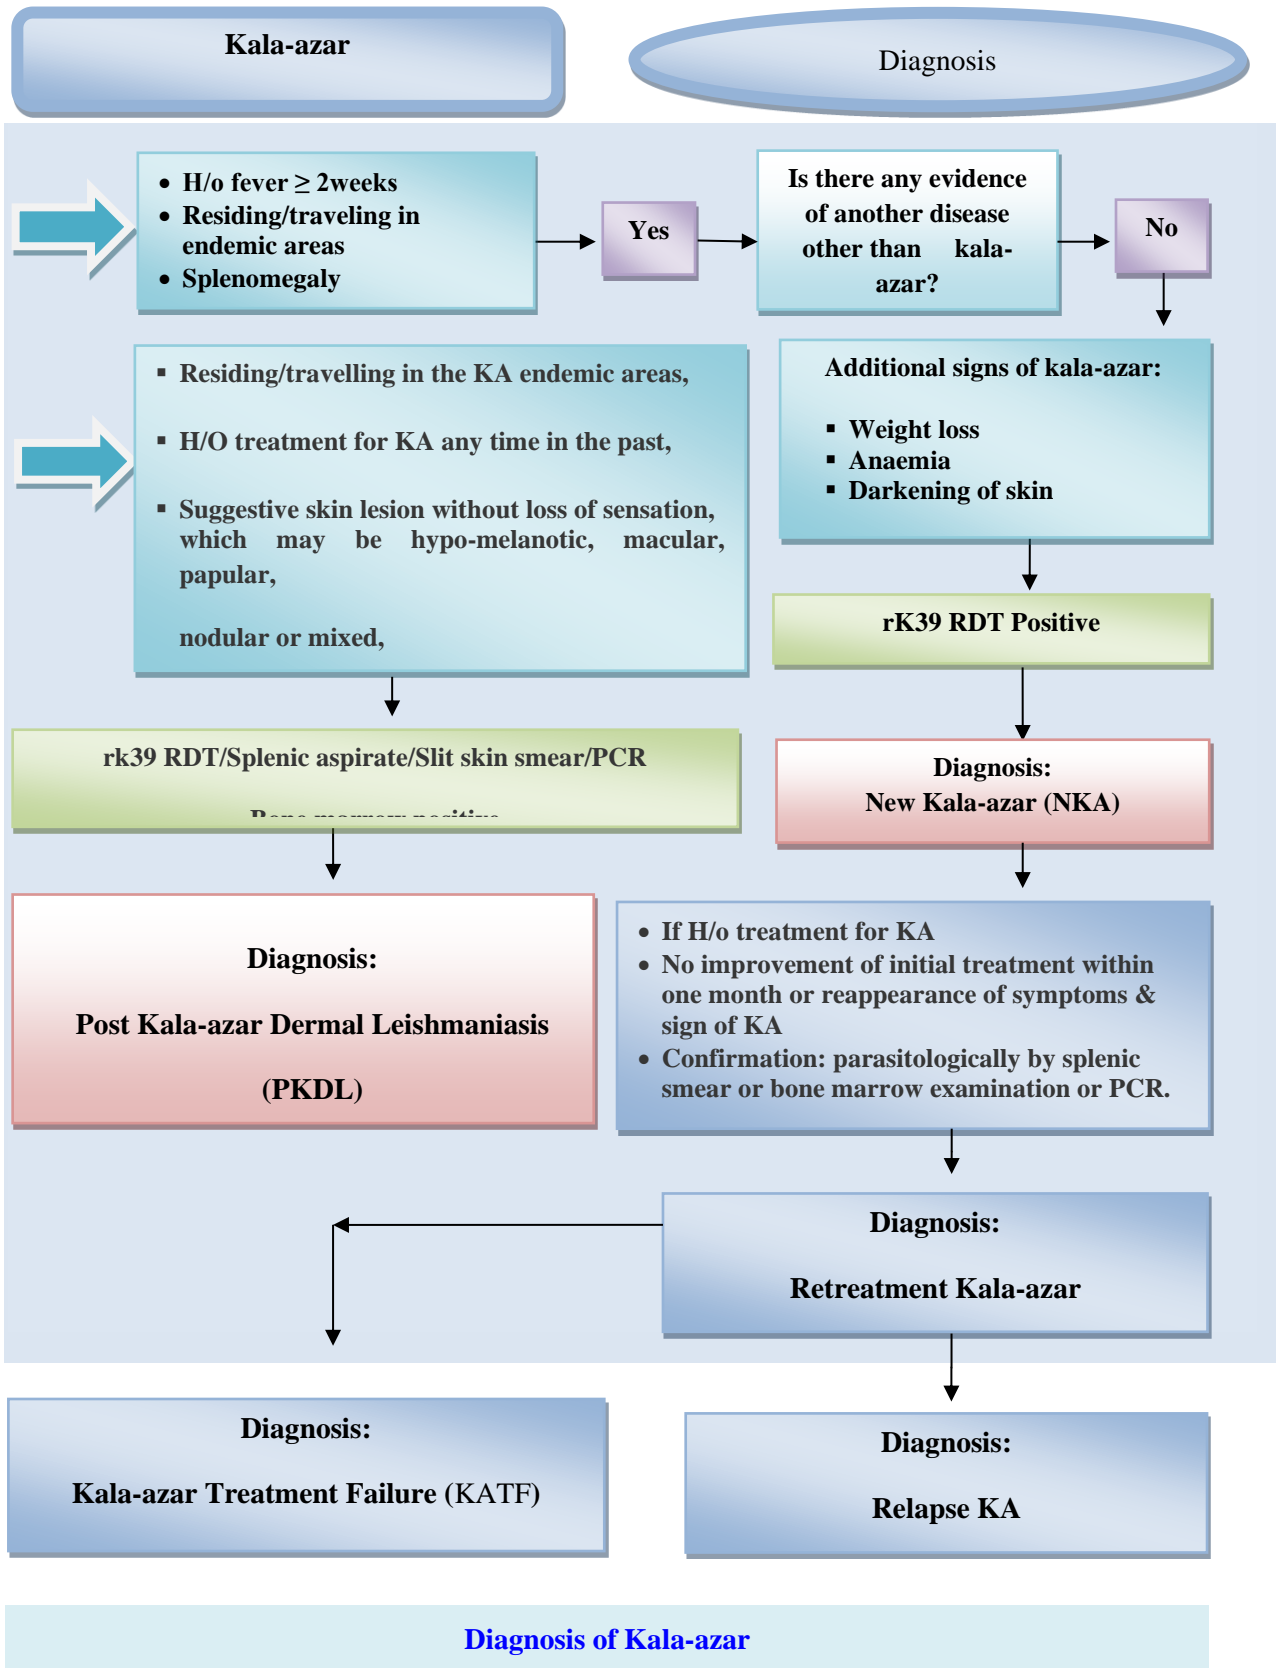 Kala-azar
Diagnosis
• H/o fever ≥ 2weeks
• Residing/traveling in
endemic areas
• Splenomegaly
Yes
Is there any evidence
of another disease
other than kala-
azar?
No
▪ Residing/travelling in the KA endemic areas,
▪ H/O treatment for KA any time in the past,
▪ Suggestive skin lesion without loss of sensation,
which may be hypo-melanotic, macular,
papular,
nodular or mixed,
Additional signs of kala-azar:
▪ Weight loss
▪ Anaemia
▪ Darkening of skin
rK39 RDT Positive
rk39 RDT/Splenic aspirate/Slit skin smear/PCR
Bone marrow positive
Diagnosis:
New Kala-azar (NKA)
Diagnosis:
Post Kala-azar Dermal Leishmaniasis
(PKDL)
• If H/o treatment for KA
• No improvement of initial treatment within
one month or reappearance of symptoms &
sign of KA
• Confirmation: parasitologically by splenic
smear or bone marrow examination or PCR.
Diagnosis:
Retreatment Kala-azar
Diagnosis:
Kala-azar Treatment Failure (KATF)
Diagnosis:
Relapse KA
Diagnosis of Kala-azar